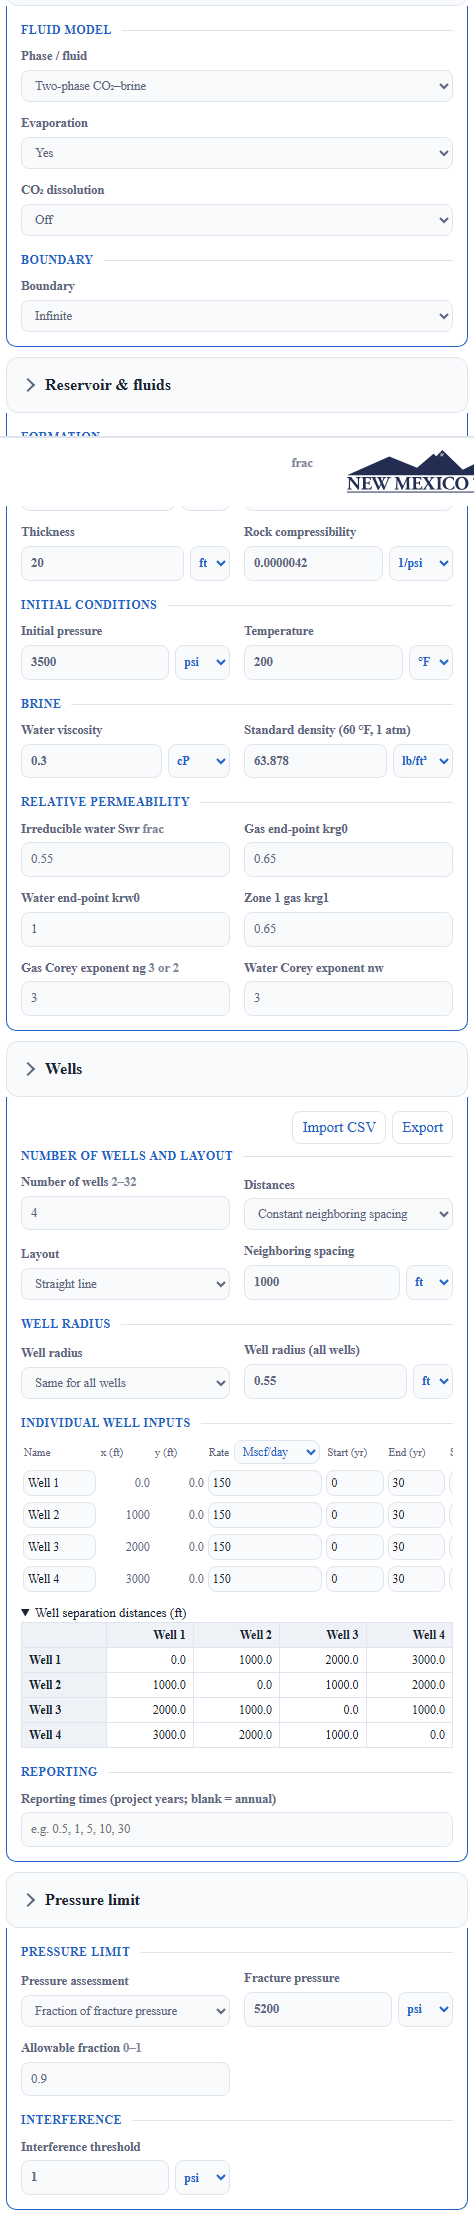 FLUID MODEL
Phase / fluid
Two-phase CO₂–brine
Evaporation
Yes
CO₂ dissolution
Off
BOUNDARY
Boundary
Infinite
Reservoir & fluids
FORMATION
frac
NEW MEXICO
Thickness Rock compressibility
20 ft 0.0000042 1/psi
INITIAL CONDITIONS
Initial pressure Temperature
3500 psi 200 °F
BRINE
Water viscosity Standard density (60 °F, 1 atm)
0.3 cP 63.878 lb/ft³
RELATIVE PERMEABILITY
Irreducible water Swr frac Gas end-point krg0
0.55 0.65
Water end-point krw0 Zone 1 gas krg1
1 0.65
Gas Corey exponent ng 3 or 2 Water Corey exponent nw
3 3
Wells
Import CSV Export
NUMBER OF WELLS AND LAYOUT
Number of wells 2–32 Distances
4 Constant neighboring spacing
Layout Neighboring spacing
Straight line 1000 ft
WELL RADIUS
Well radius Well radius (all wells)
Same for all wells 0.55 ft
INDIVIDUAL WELL INPUTS
Name x (ft) y (ft) Rate Mscf/day Start (yr) End (yr)
Well 1 0.0 0.0 150 0 30
Well 2 1000 0.0 150 0 30
Well 3 2000 0.0 150 0 30
Well 4 3000 0.0 150 0 30
▼ Well separation distances (ft)
Well 1 Well 2 Well 3 Well 4
Well 1 0.0 1000.0 2000.0 3000.0
Well 2 1000.0 0.0 1000.0 2000.0
Well 3 2000.0 1000.0 0.0 1000.0
Well 4 3000.0 2000.0 1000.0 0.0
REPORTING
Reporting times (project years; blank = annual)
e.g. 0.5, 1, 5, 10, 30
Pressure limit
PRESSURE LIMIT
Pressure assessment Fracture pressure
Fraction of fracture pressure 5200 psi
Allowable fraction 0–1
0.9
INTERFERENCE
Interference threshold
1 psi